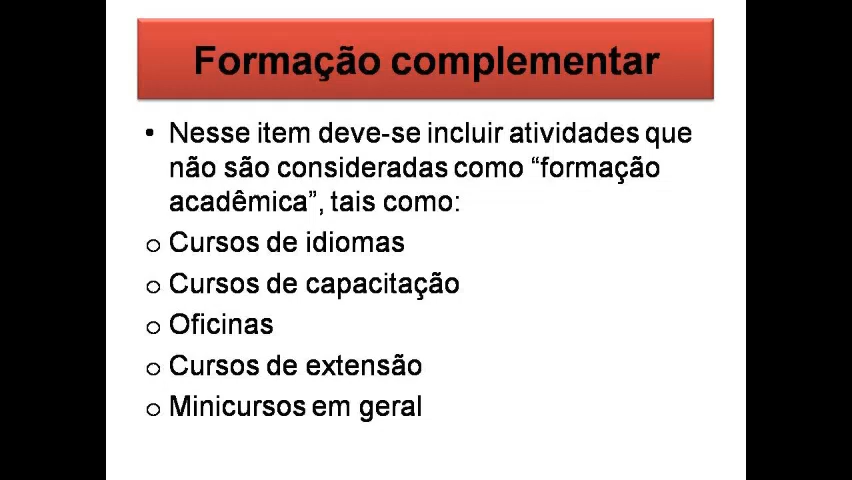 Formação complementar
• Nesse item deve-se incluir atividades que
não são consideradas como “formação
acadêmica”, tais como:
o Cursos de idiomas
o Cursos de capacitação
o Oficinas
o Cursos de extensão
o Minicursos em geral